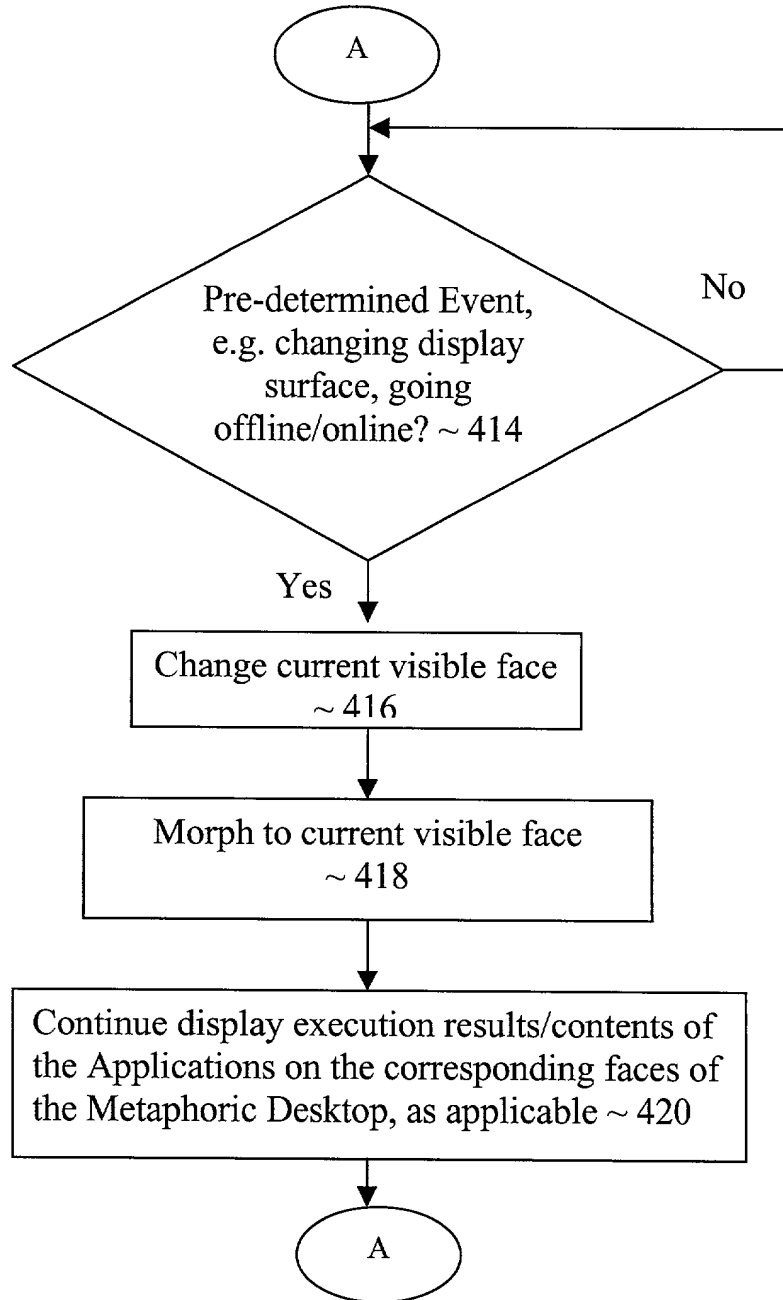 A
Pre-determined Event,
e.g. changing display
surface, going
offline/online? ~ 414
No
Yes
Change current visible face
~ 416
Morph to current visible face
~ 418
Continue display execution results/contents of
the Applications on the corresponding faces of
the Metaphoric Desktop, as applicable ~ 420
A